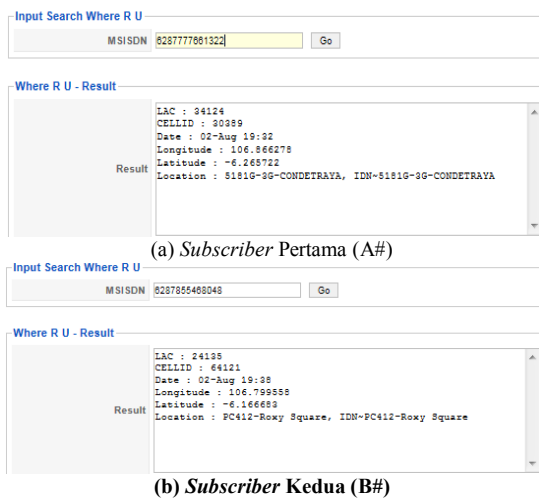 Input Search Where R U
MSISDN 6287777661322 Go
Where R U - Result
LAC : 34124
CELLID : 30389
Date : 02-Aug 19:32
Longitude : 106.866278
Latitude : -6.265722
Result
Location : 5181G-3G-CONDETRAYA, IDN~5181G-3G-CONDETRAYA
(a) Subscriber Pertama (A#)
Input Search Where R U
MSISDN 6287855468048 Go
Where R U - Result
LAC : 24135
CELLID : 64121
Date : 02-Aug 19:38
Longitude : 106.799558
Latitude : -6.166683
Result
Location : PC412-Roxy Square, IDN~PC412-Roxy Square
(b) Subscriber Kedua (B#)